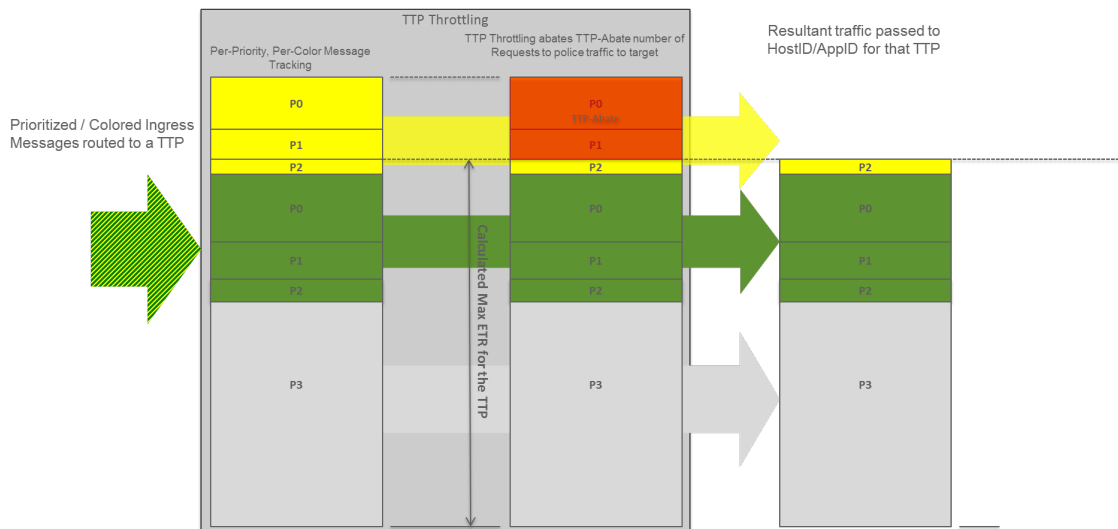 TTP Throttling
Resultant traffic passed to
HostID/AppID for that TTP
Per-Priority, Per-Color Message
Tracking
TTP Throttling abates TTP-Abate number of
Requests to police traffic to target
Prioritized / Colored Ingress
Messages routed to a TTP
P0
P1
P2
P0
P1
P2
P3
Calculated Max ETR for the TTP
P0
TTP-Abate
P1
P2
P0
P1
P2
P3
P2
P0
P1
P2
P3